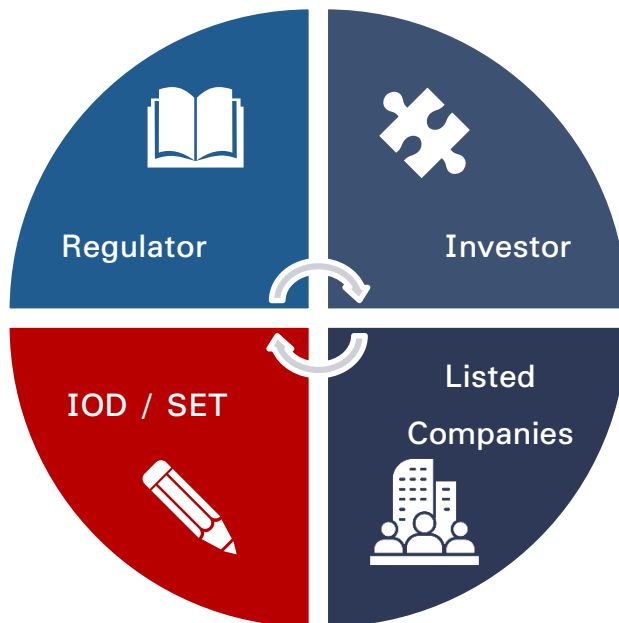 Regulator
Investor
IOD / SET
Listed
Companies